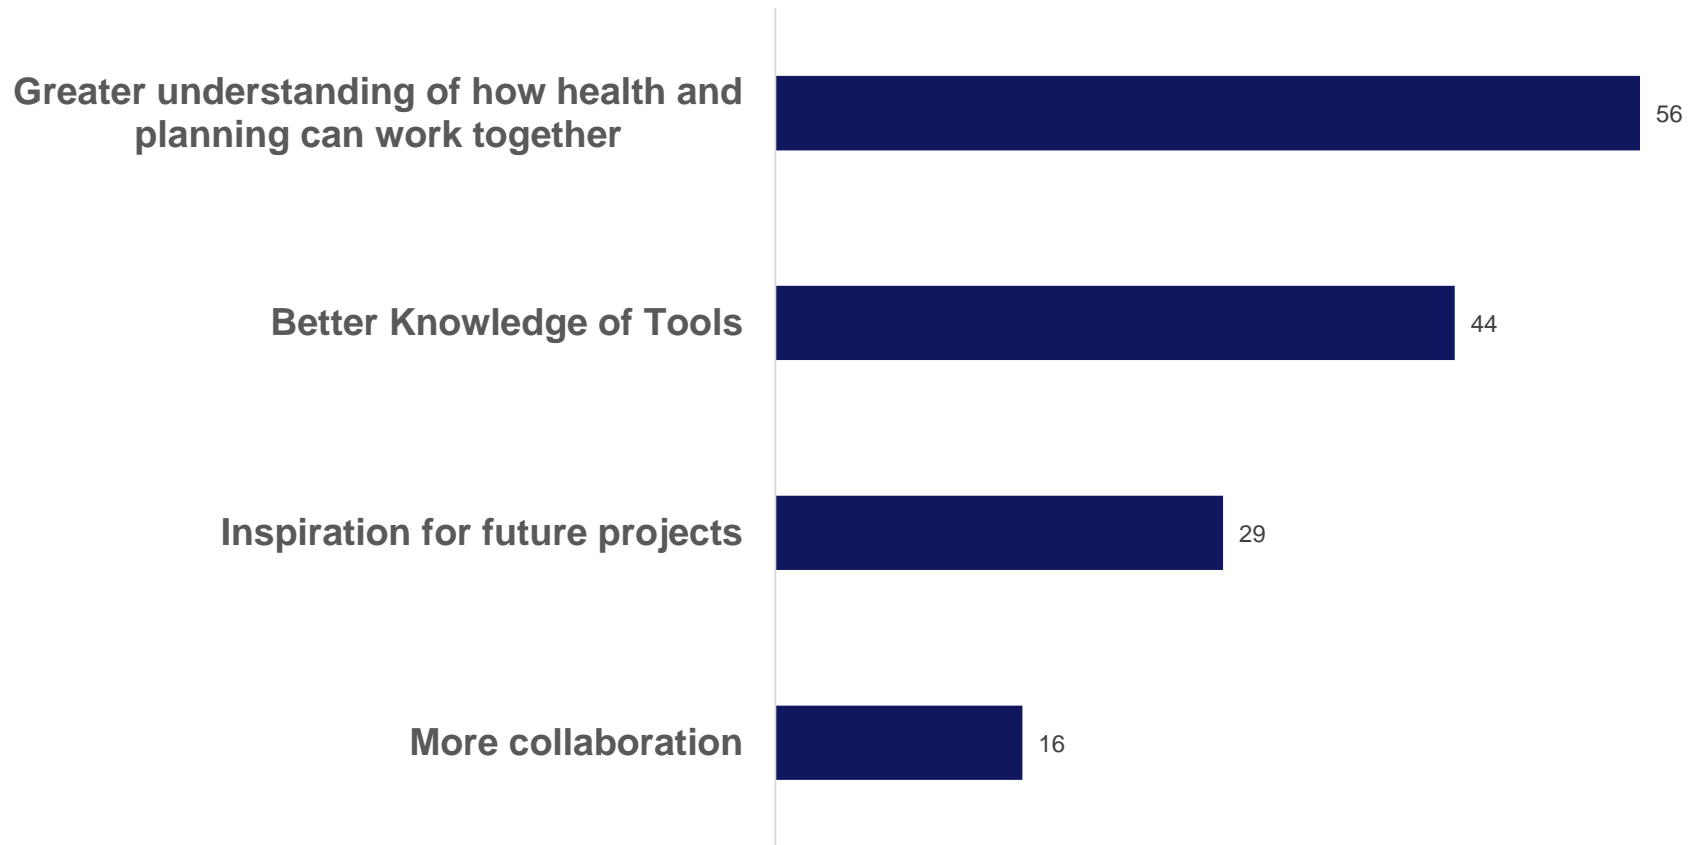 Greater understanding of how health and
planning can work together
56
Better Knowledge of Tools
44
Inspiration for future projects
29
More collaboration
16